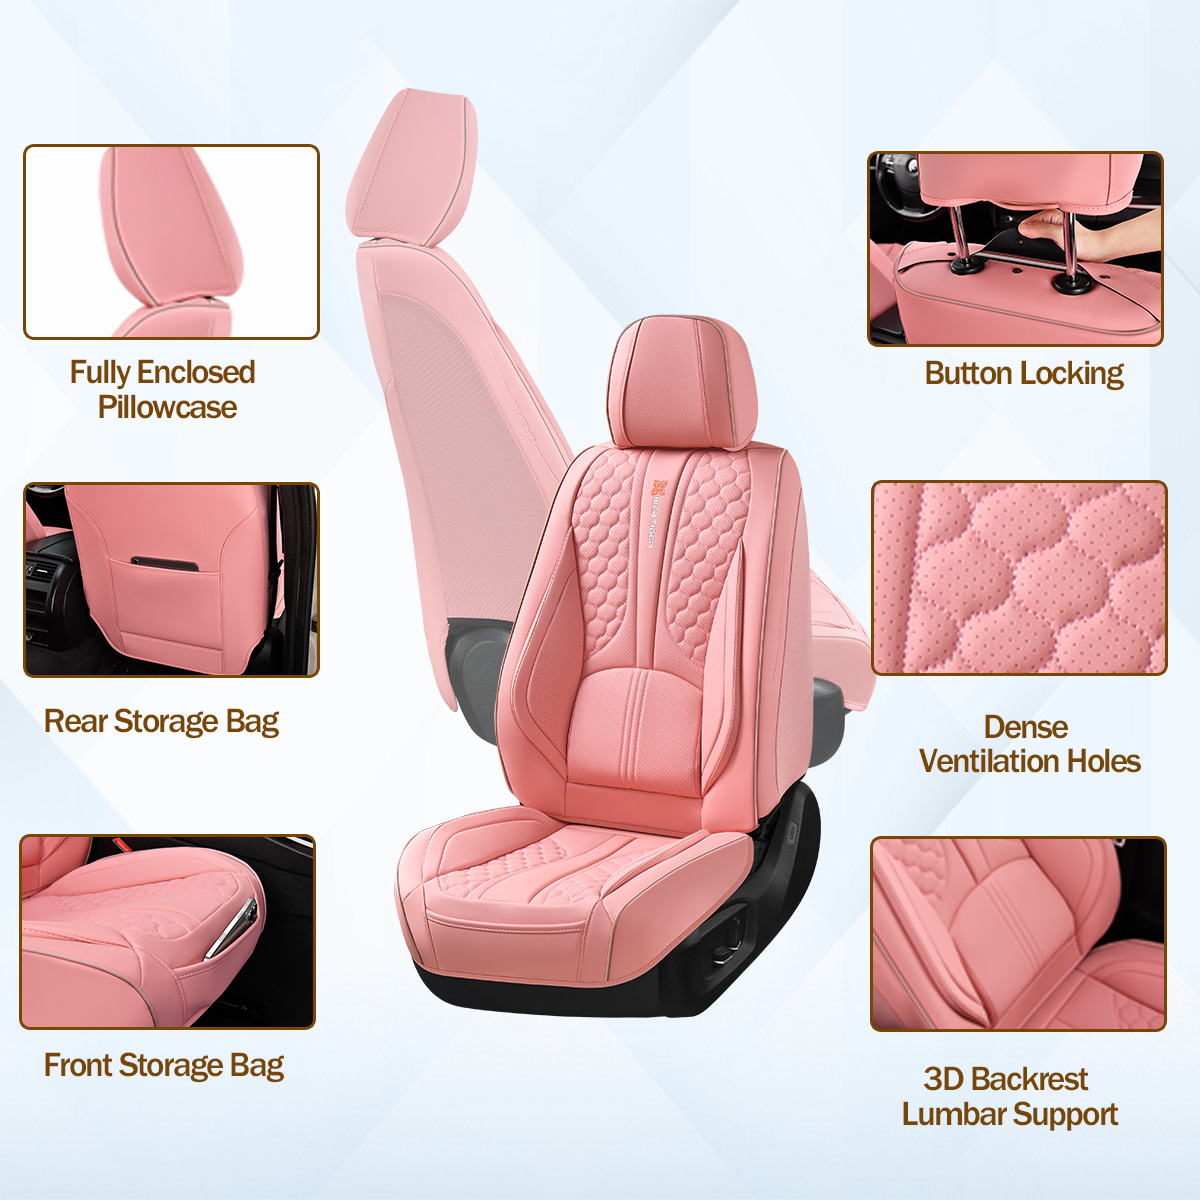 Fully Enclosed
Pillowcase
Button Locking
Rear Storage Bag
Dense
Ventilation Holes
Front Storage Bag
3D Backrest
Lumbar Support